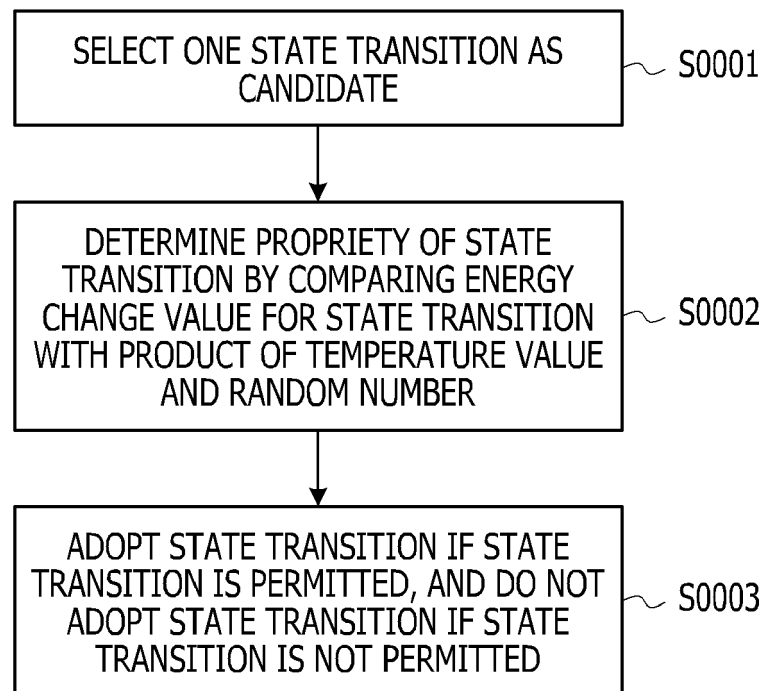 SELECT ONE STATE TRANSITION AS
CANDIDATE
S0001
DETERMINE PROPRIETY OF STATE
TRANSITION BY COMPARING ENERGY
CHANGE VALUE FOR STATE TRANSITION
WITH PRODUCT OF TEMPERATURE VALUE
AND RANDOM NUMBER
S0002
ADOPT STATE TRANSITION IF STATE
TRANSITION IS PERMITTED, AND DO NOT
ADOPT STATE TRANSITION IF STATE
TRANSITION IS NOT PERMITTED
S0003